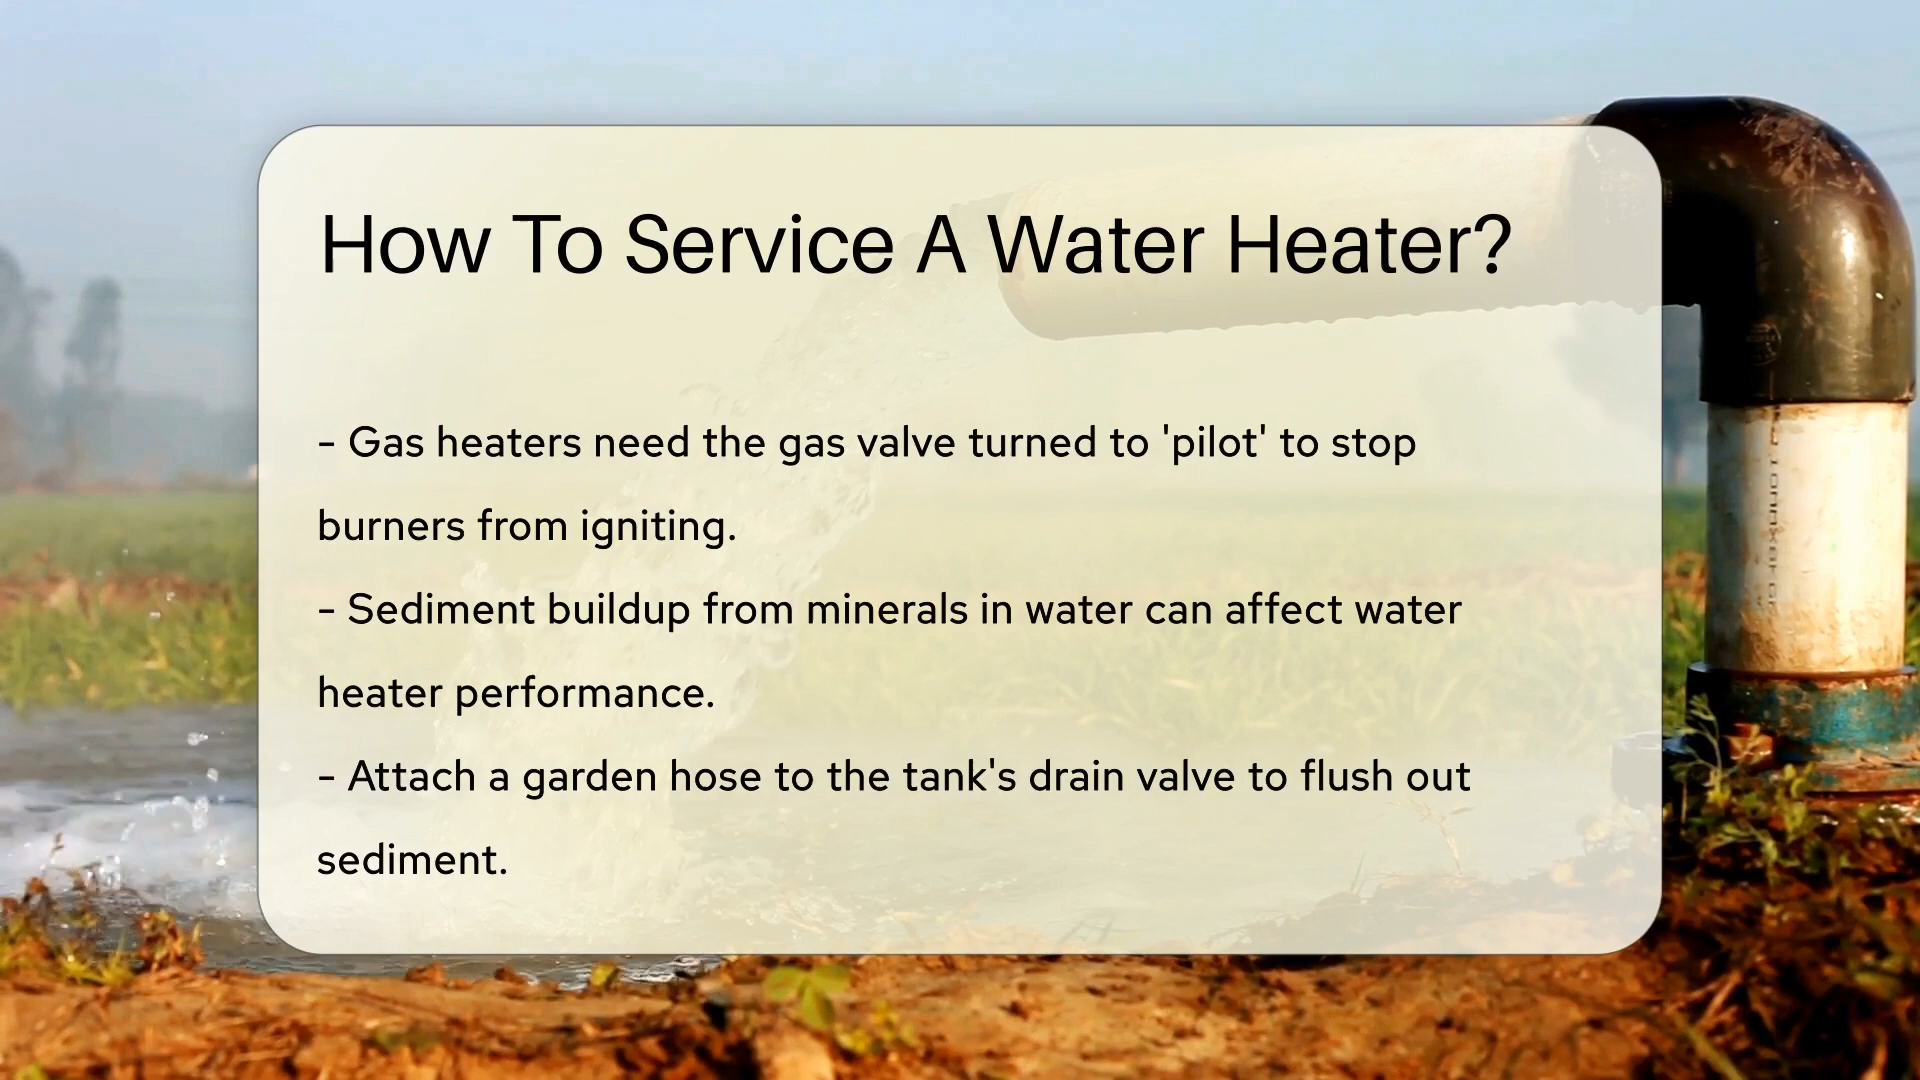 How To Service A Water Heater?
- Gas heaters need the gas valve turned to 'pilot' to stop
burners from igniting.
- Sediment buildup from minerals in water can affect water
heater performance.
- Attach a garden hose to the tank's drain valve to flush out
sediment.